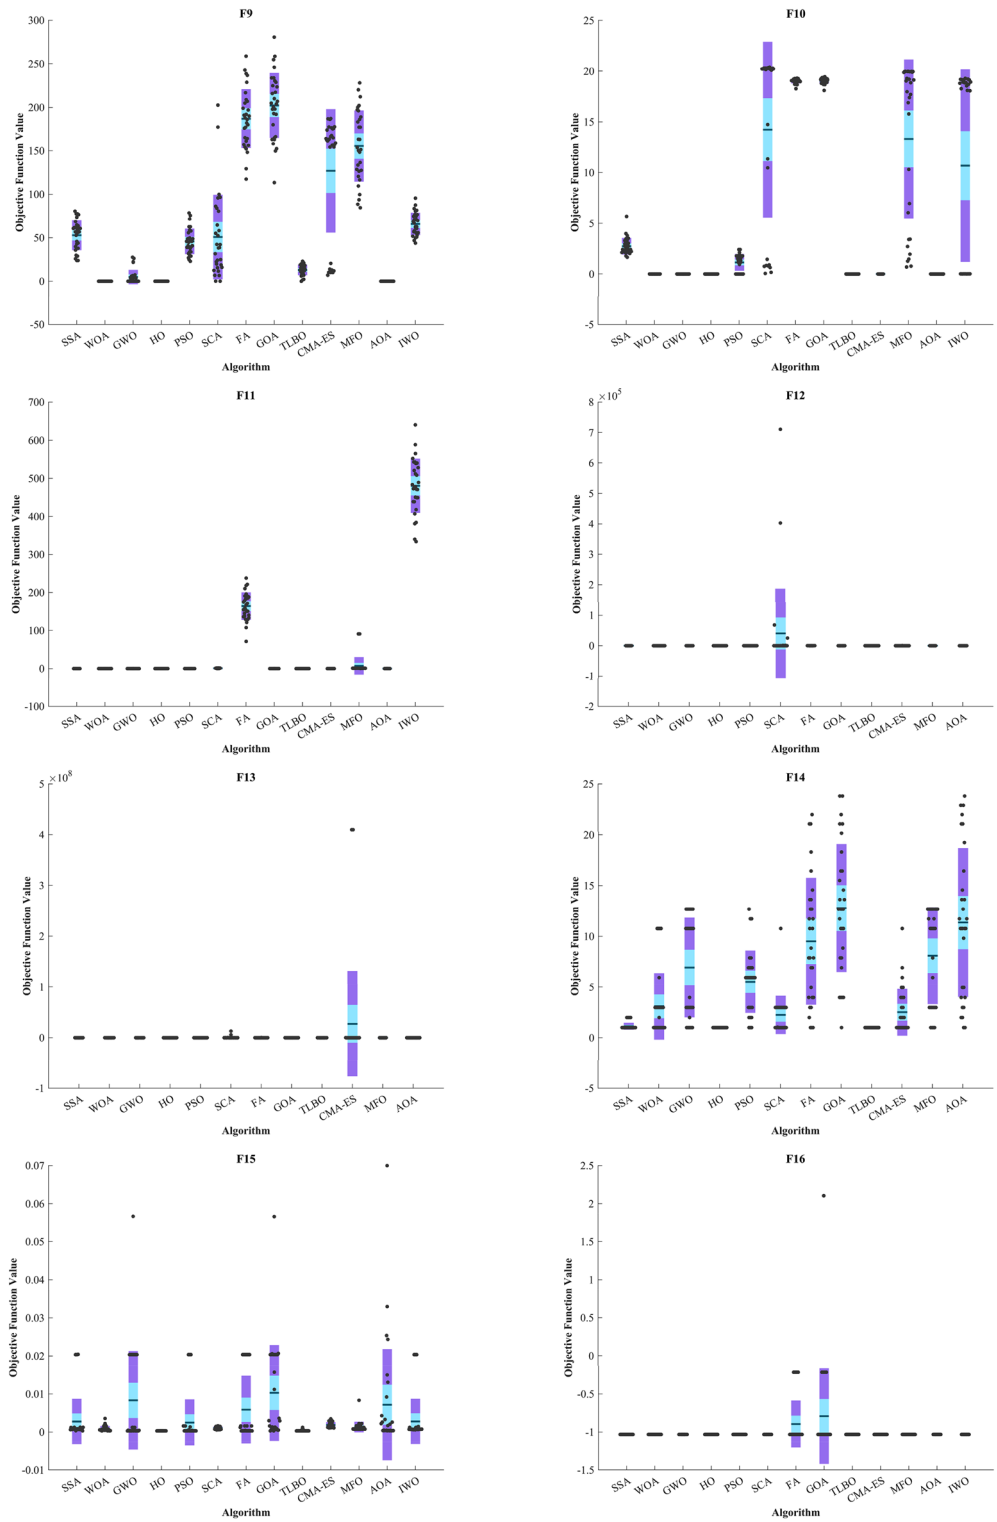 F9
300
250
200
150
100
50
0
-50
Objective Function Value
SSA WOA GWO HO PSO SCA FA GOA TLBO CMA-ES MFO AOA IWO
Algorithm
F10
25
20
15
10
5
0
-5
Objective Function Value
SSA WOA GWO HO PSO SCA FA GOA TLBO CMA-ES MFO AOA IWO
Algorithm
F11
700
600
500
400
300
200
100
0
-100
Objective Function Value
SSA WOA GWO HO PSO SCA FA GOA TLBO CMA-ES MFO AOA IWO
Algorithm
F12
×10^5
8
7
6
5
4
3
2
1
0
-1
-2
Objective Function Value
SSA WOA GWO HO PSO SCA FA GOA TLBO CMA-ES MFO AOA
Algorithm
F13
×10^8
5
4
3
2
1
0
-1
Objective Function Value
SSA WOA GWO HO PSO SCA FA GOA TLBO CMA-ES MFO AOA
Algorithm
F14
25
20
15
10
5
0
-5
Objective Function Value
SSA WOA GWO HO PSO SCA FA GOA TLBO CMA-ES MFO AOA
Algorithm
F15
0.07
0.06
0.05
0.04
0.03
0.02
0.01
0
-0.01
Objective Function Value
SSA WOA GWO HO PSO SCA FA GOA TLBO CMA-ES MFO AOA IWO
Algorithm
F16
2.5
2
1.5
1
0.5
0
-0.5
-1
-1.5
Objective Function Value
SSA WOA GWO HO PSO SCA FA GOA TLBO CMA-ES MFO AOA IWO
Algorithm